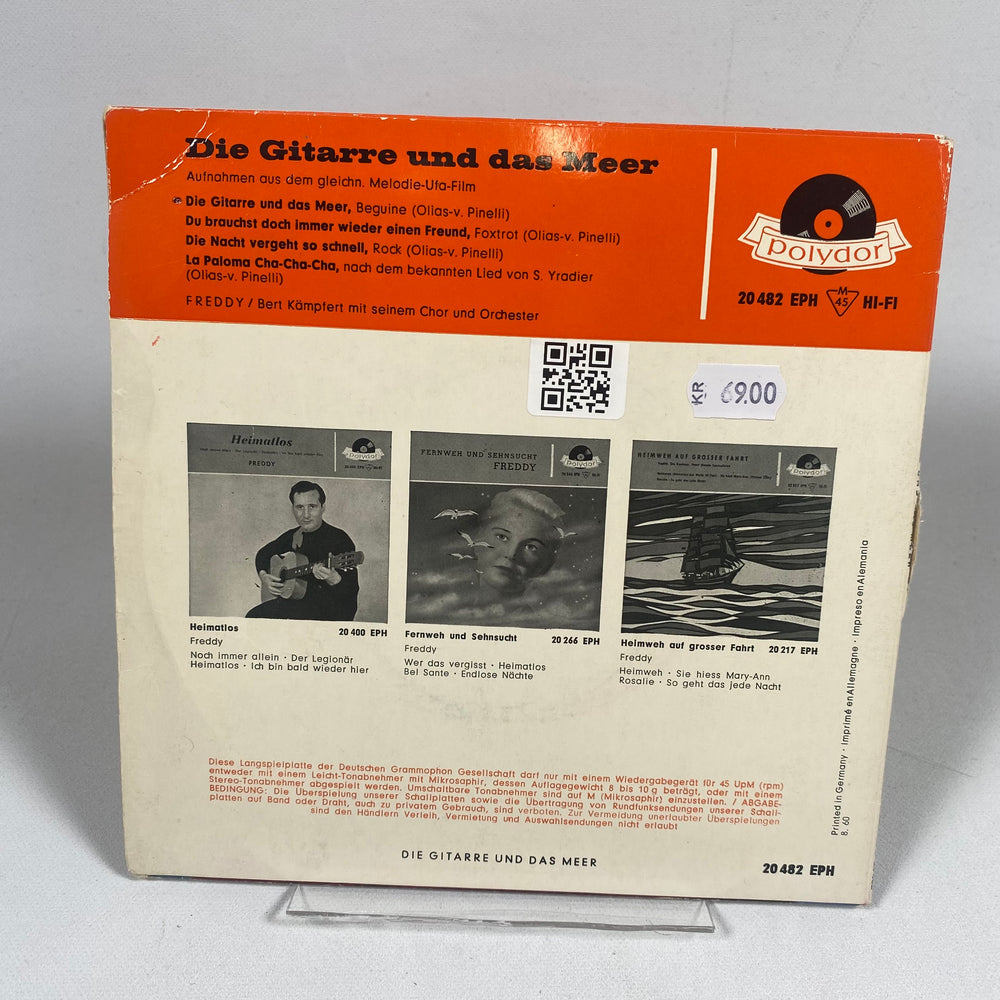 Die Gitarre und das Meer
Aufnahmen aus dem gleichn. Melodie-Ufa-Film
Die Gitarre und das Meer, Beguine (Olias-v. Pinelli)
Du brauchst doch immer wieder einen Freund, Foxtrot (Olias-v. Pinelli)
Die Nacht vergeht so schnell, Rock (Olias-v. Pinelli)
La Paloma Cha-Cha-Cha, nach dem bekannten Lied von S. Yradier
(Olias-v. Pinelli)
FREDDY / Bert Kämpfert mit seinem Chor und Orchester
polydor
20 482 EPH M 45 HI-FI
KR 69.00
Heimatlos
FREDDY
Polydor
FERNWEH UND SEHNSUCHT
FREDDY
Polydor
HEIMWEH AUF GROSSER FAHRT
Polydor
Heimatlos 20 400 EPH
Freddy
Noch immer allein · Der Legionär
Heimatlos · Ich bin bald wieder hier
Fernweh und Sehnsucht 20 266 EPH
Freddy
Wer das vergisst · Heimatlos
Bel Sante · Endlose Nächte
Heimweh auf grosser Fahrt 20 217 EPH
Freddy
Heimweh · Sie hiess Mary-Ann
Rosalie · So geht das jede Nacht
Diese Langspielplatte der Deutschen Grammophon Gesellschaft darf nur mit einem Wiedergabegerät für 45 UpM (rpm)
entweder mit einem Leicht-Tonabnehmer mit Mikrosaphir, dessen Auflagegewicht 8 bis 10 g beträgt, oder mit einem
Stereo-Tonabnehmer abgespielt werden. Umschaltbare Tonabnehmer sind auf M (Mikrosaphir) einzustellen. / ABGABE-
BEDINGUNG: Die Überspielung unserer Schallplatten sowie die Übertragung von Rundfunksendungen unserer Schall-
platten auf Band oder Draht, auch zu privatem Gebrauch, sind verboten. Zur Vermeidung unerlaubter Überspielungen
sind den Händlern Verleih, Vermietung und Auswahlsendungen nicht erlaubt
DIE GITARRE UND DAS MEER
20 482 EPH
Printed in Germany · Imprimé en Allemagne · Impreso en Alemania
8. 60